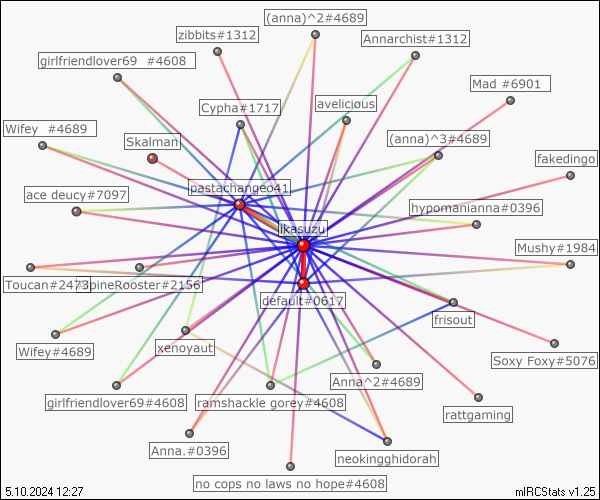 (anna)^2#4689
zibbits#1312
Annarchist#1312
girlfriendlover69 #4608
Mad #6901
Cypha#1717
avelicious
Wifey #4689
(anna)^3#4689
Skalman
fakedingo
pastachangeo41
ace deucy#7097
hypomanianna#0396
ikasuzu
Mushy#1984
Toucan#2473
3pineRooster#2156
default#0617
frisout
Wifey#4689
xenoyaut
Soxy Foxy#5076
Anna^2#4689
girlfriendlover69#4608
ramshackle gorey#4608
rattgaming
Anna.#0396
neokingghidorah
no cops no laws no hope#4608
5.10.2024 12:27
mIRCStats v1.25